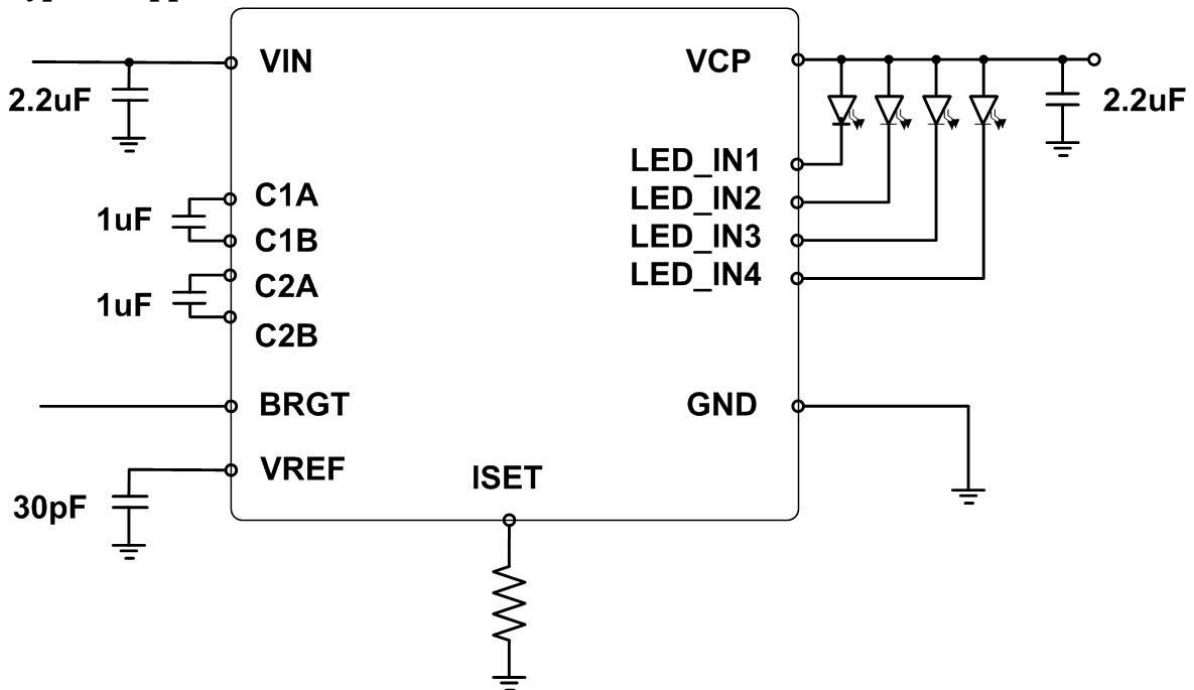 VIN
VCP
2.2uF
2.2uF
LED_IN1
C1A
LED_IN2
1uF
C1B
LED_IN3
C2A
LED_IN4
1uF
C2B
BRGT
GND
VREF
ISET
30pF